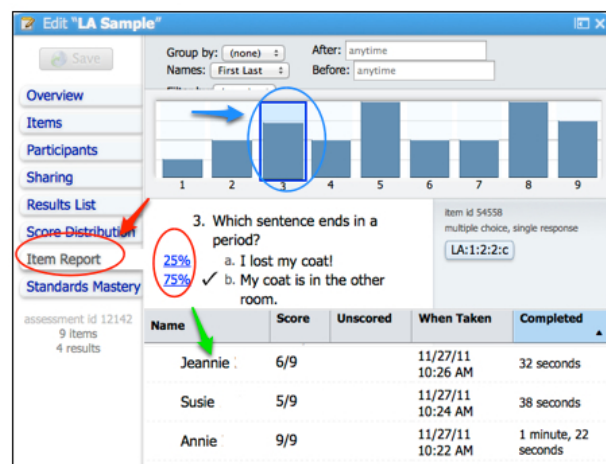 Edit "LA Sample"
Save
Group by: (none)
After: anytime
Names: First Last
Before: anytime
Overview
Items
Participants
Sharing
Results List
Score Distribution
Item Report
Standards Mastery
assessment id 12142
9 items
4 results
1 2 3 4 5 6 7 8 9
3. Which sentence ends in a
period?
25% a. I lost my coat!
75% ✓ b. My coat is in the other
room.
item id 54558
multiple choice, single response
LA:1:2:2:c
Name Score Unscored When Taken Completed
Jeannie 6/9 11/27/11
10:26 AM 32 seconds
Susie 5/9 11/27/11
10:24 AM 38 seconds
Annie 9/9 11/27/11
10:22 AM 1 minute, 22
seconds